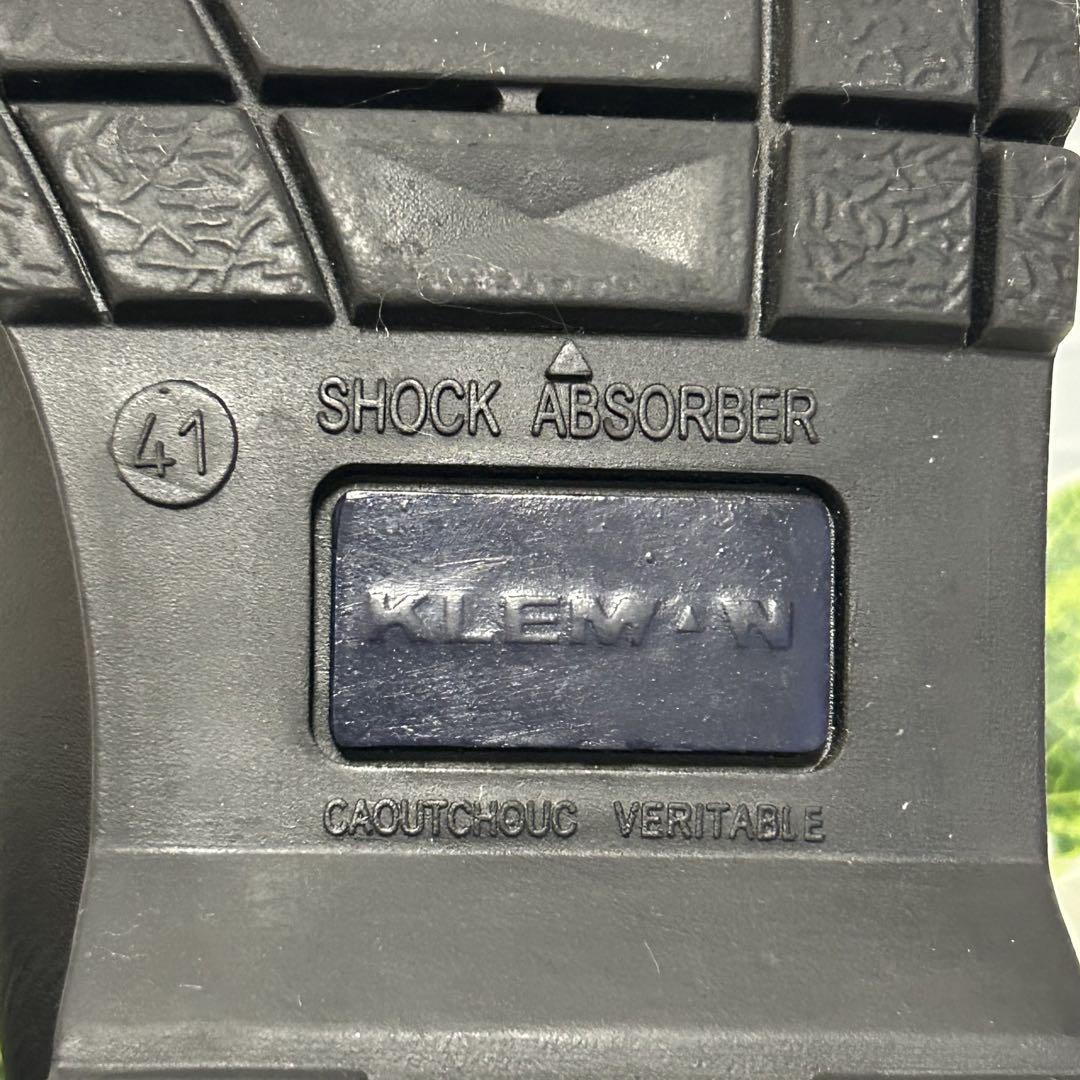 41
SHOCK ABSORBER
KLEMAN
CAOUTCHOUC VERITABLE